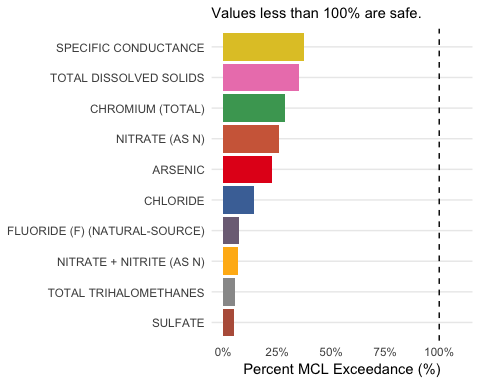 Values less than 100% are safe.
SPECIFIC CONDUCTANCE
TOTAL DISSOLVED SOLIDS
CHROMIUM (TOTAL)
NITRATE (AS N)
ARSENIC
CHLORIDE
FLUORIDE (F) (NATURAL-SOURCE)
NITRATE + NITRITE (AS N)
TOTAL TRIHALOMETHANES
SULFATE
0% 25% 50% 75% 100%
Percent MCL Exceedance (%)